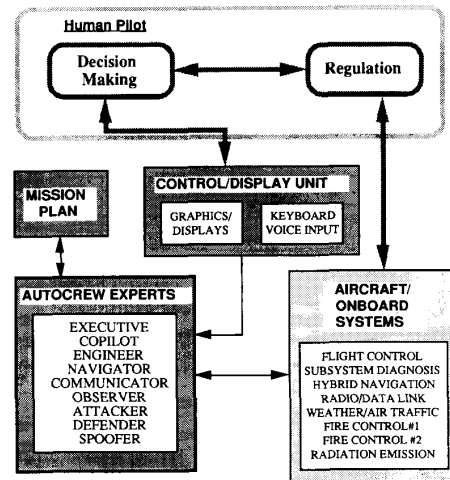 Human Pilot
Decision
Making
Regulation
MISSION
PLAN
CONTROL/DISPLAY UNIT
GRAPHICS/
DISPLAYS
KEYBOARD
VOICE INPUT
AUTOCREW EXPERTS
EXECUTIVE
COPILOT
ENGINEER
NAVIGATOR
COMMUNICATOR
OBSERVER
ATTACKER
DEFENDER
SPOOFER
AIRCRAFT/
ONBOARD
SYSTEMS
FLIGHT CONTROL
SUBSYSTEM DIAGNOSIS
HYBRID NAVIGATION
RADIO/DATA LINK
WEATHER/AIR TRAFFIC
FIRE CONTROL#1
FIRE CONTROL #2
RADIATION EMISSION